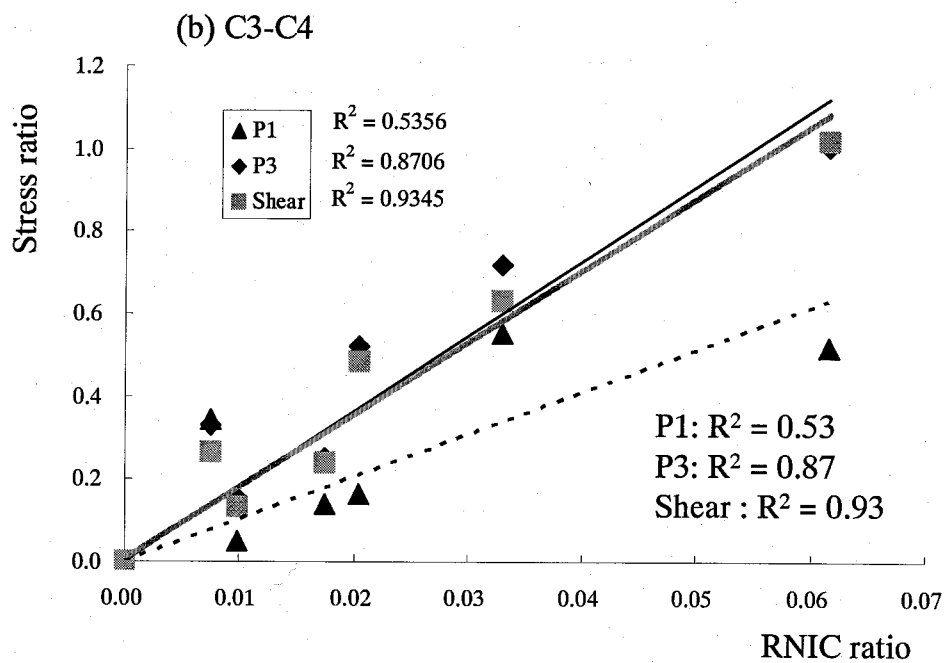 (b) C3-C4
Stress ratio
1.2
1.0
0.8
0.6
0.4
0.2
0.0
P1 R² = 0.5356
P3 R² = 0.8706
Shear R² = 0.9345
P1: R² = 0.53
P3: R² = 0.87
Shear : R² = 0.93
0.00 0.01 0.02 0.03 0.04 0.05 0.06 0.07
RNIC ratio